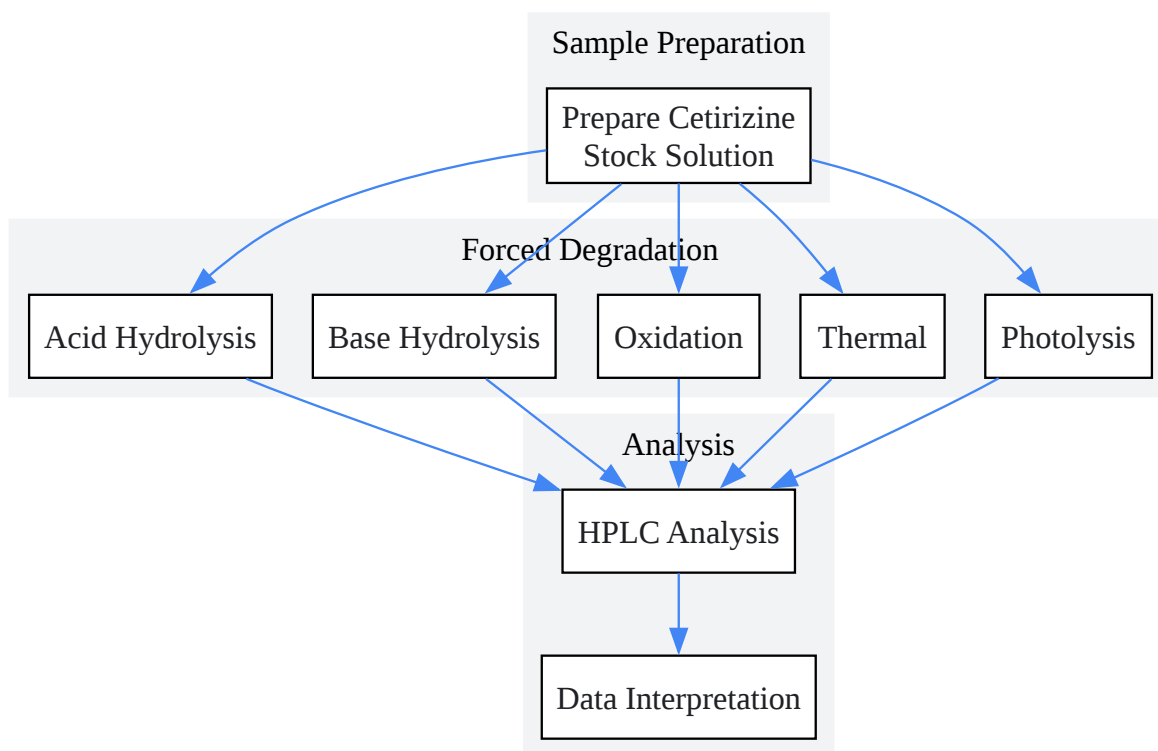 Sample Preparation
Prepare Cetirizine
Stock Solution
Forced Degradation
Acid Hydrolysis
Base Hydrolysis
Oxidation
Thermal
Photolysis
Analysis
HPLC Analysis
Data Interpretation